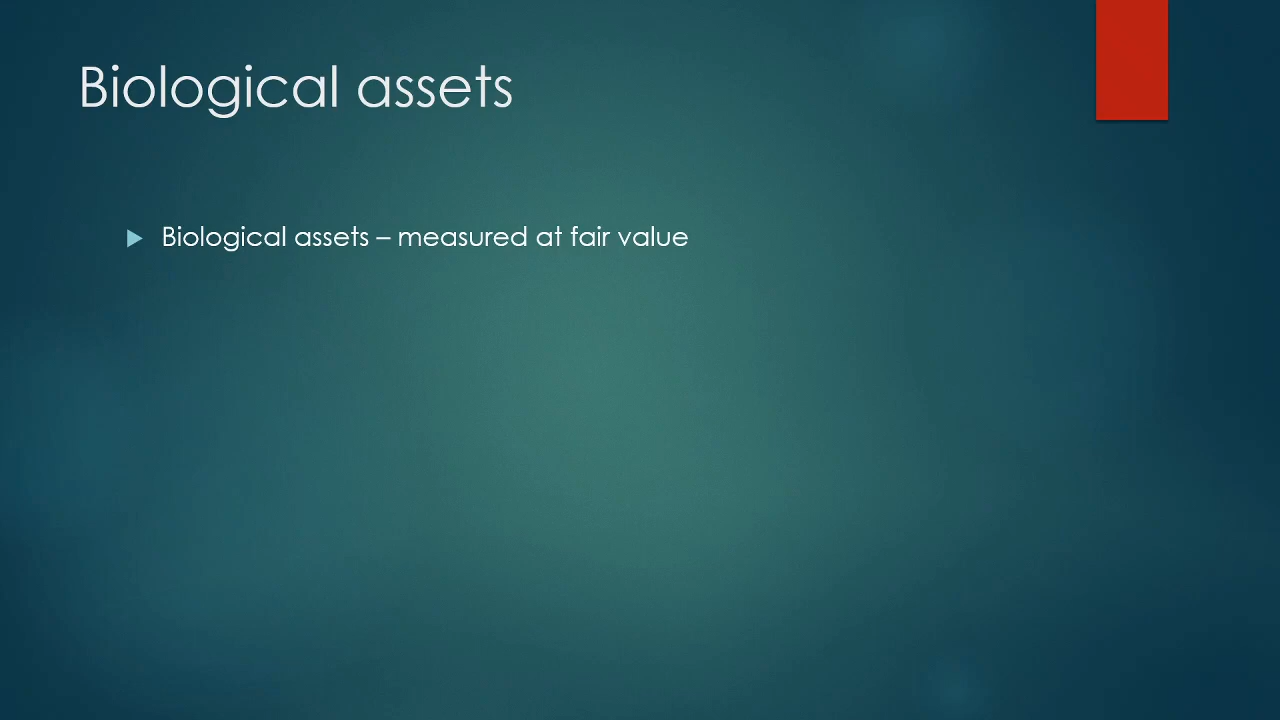 Biological assets
Biological assets – measured at fair value